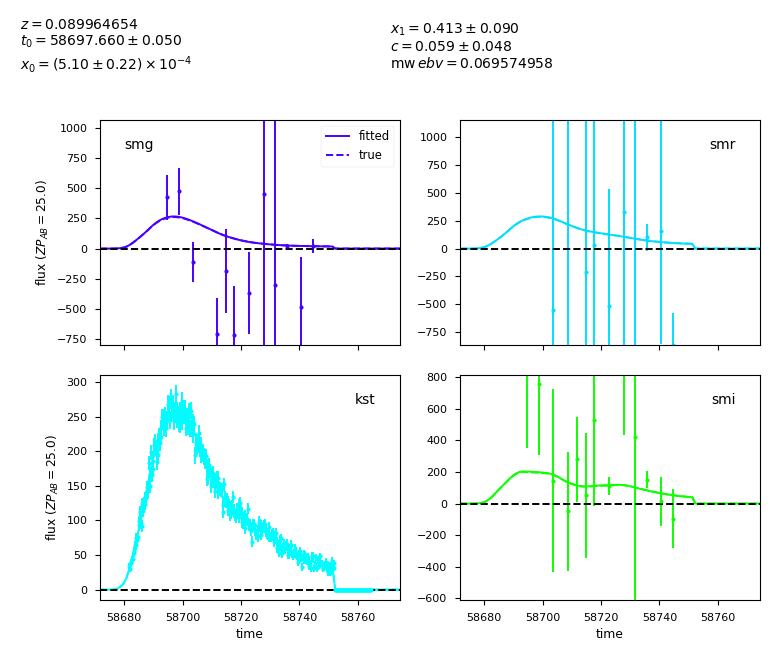 z = 0.089964654
t₀ = 58697.660 ± 0.050
x₀ = (5.10 ± 0.22) × 10⁻⁴
x₁ = 0.413 ± 0.090
c = 0.059 ± 0.048
mw ebv = 0.069574958
smg
fitted
true
1000
750
500
250
0
−250
−500
−750
flux (ZP_AB = 25.0)
smr
1000
750
500
250
0
−250
−500
−750
kst
300
250
200
150
100
50
0
flux (ZP_AB = 25.0)
58680 58700 58720 58740 58760
time
smi
800
600
400
200
0
−200
−400
−600
58680 58700 58720 58740 58760
time